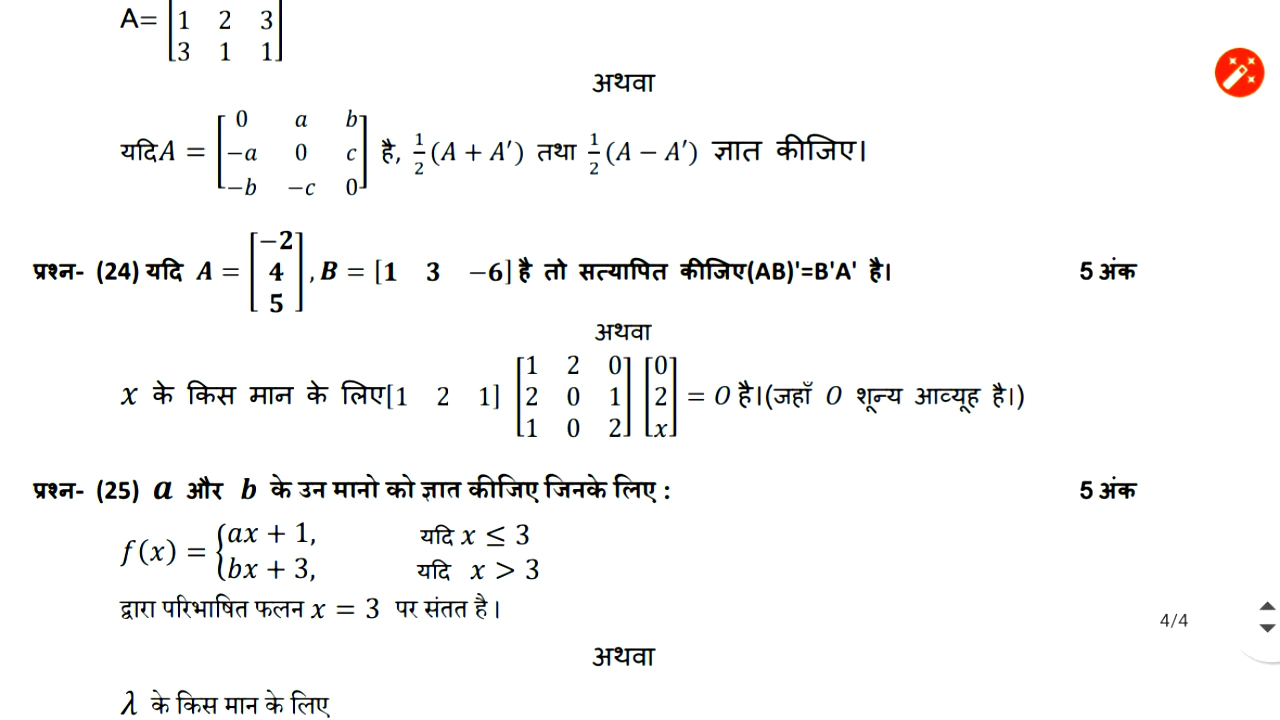 A= [1 2 3
3 1 1]
अथवा
यदि A = [0 a b
-a 0 c
-b -c 0] है, 1/2 (A + A′) तथा 1/2 (A − A′) ज्ञात कीजिए।
प्रश्न- (24) यदि A = [−2 4 5], B = [1 3 −6] है तो सत्यापित कीजिए(AB)'=B'A' है। 5 अंक
अथवा
x के किस मान के लिए[1 2 1] [1 2 0
2 0 1
1 0 2] [0 2 x] = O है।(जहाँ O शून्य आव्यूह है।)
प्रश्न- (25) a और b के उन मानो को ज्ञात कीजिए जिनके लिए : 5 अंक
f(x) = {ax + 1, यदि x ≤ 3
bx + 3, यदि x > 3
द्वारा परिभाषित फलन x = 3 पर संतत है।
4/4
अथवा
λ के किस मान के लिए